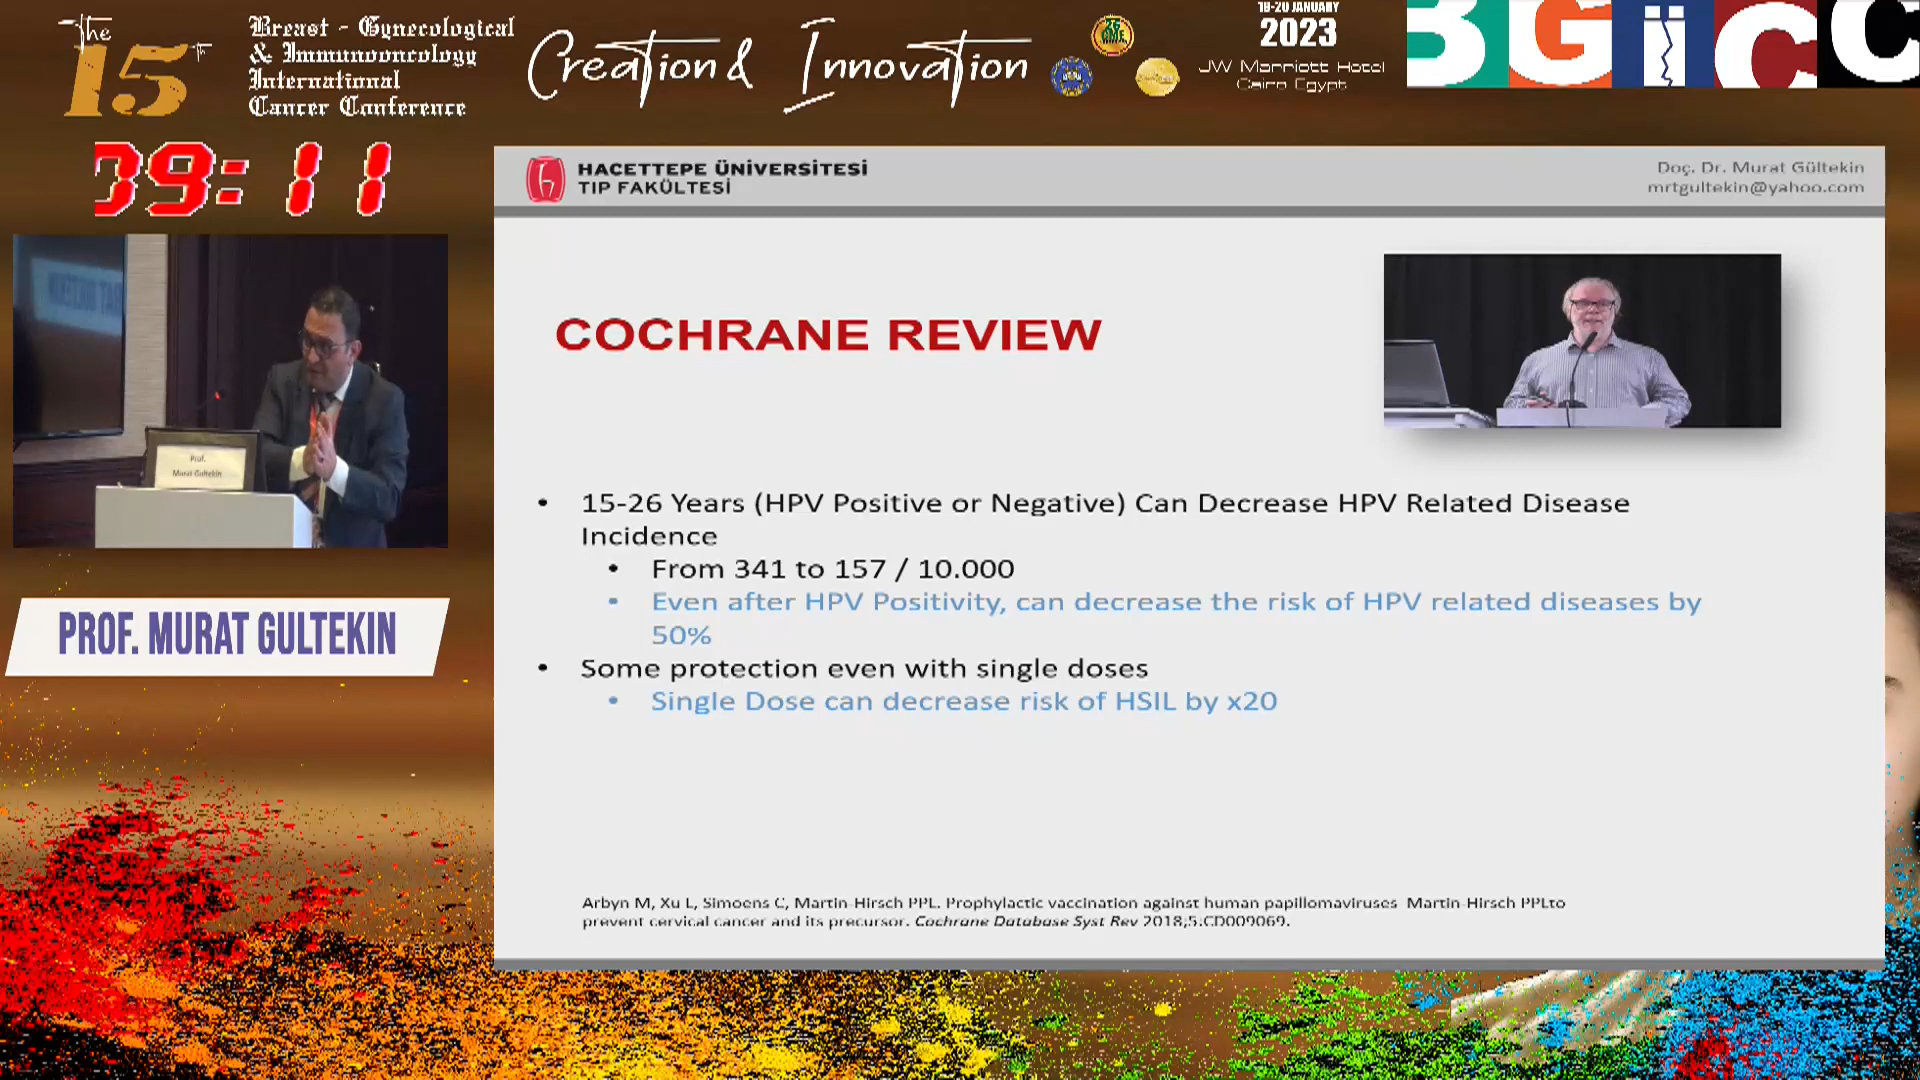 The
15th
Breast - Gynecological
& Immunooncology
International
Cancer Conference
Creation & Innovation
18-20 JANUARY
2023
JW Marriott Hotel
Cairo Egypt
BGiCC
39:11
HACETTEPE ÜNİVERSİTESİ
TIP FAKÜLTESİ
Doç. Dr. Murat Gültekin
mrtgultekin@yahoo.com
COCHRANE REVIEW
• 15-26 Years (HPV Positive or Negative) Can Decrease HPV Related Disease
Incidence
• From 341 to 157 / 10.000
• Even after HPV Positivity, can decrease the risk of HPV related diseases by
50%
• Some protection even with single doses
• Single Dose can decrease risk of HSIL by x20
Arbyn M, Xu L, Simoens C, Martin-Hirsch PPL. Prophylactic vaccination against human papillomaviruses Martin-Hirsch PPLto
prevent cervical cancer and its precursor. Cochrane Database Syst Rev 2018;5:CD009069.
Prof.
Murat Gultekin
PROF. MURAT GULTEKIN